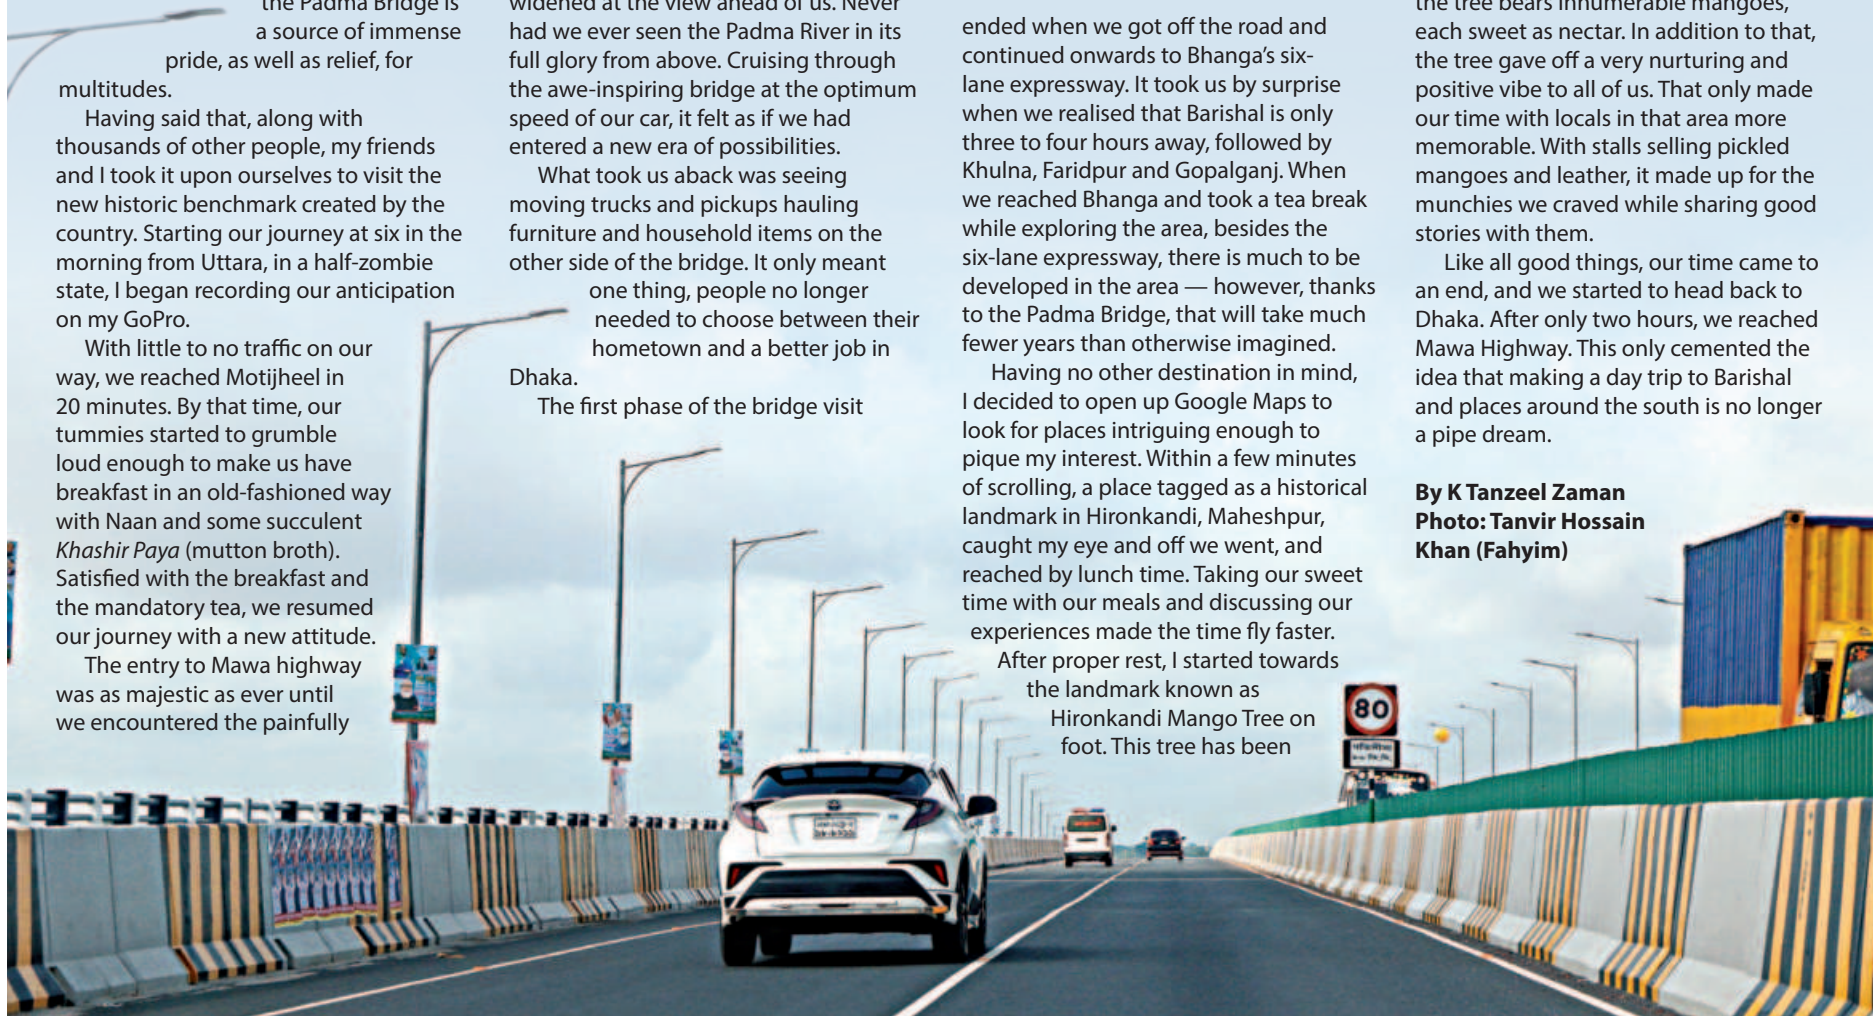 the Padma Bridge is
a source of immense
pride, as well as relief, for
multitudes.
Having said that, along with
thousands of other people, my friends
and I took it upon ourselves to visit the
new historic benchmark created by the
country. Starting our journey at six in the
morning from Uttara, in a half-zombie
state, I began recording our anticipation
on my GoPro.
With little to no traffic on our
way, we reached Motijheel in
20 minutes. By that time, our
tummies started to grumble
loud enough to make us have
breakfast in an old-fashioned way
with Naan and some succulent
Khashir Paya (mutton broth).
Satisfied with the breakfast and
the mandatory tea, we resumed
our journey with a new attitude.
The entry to Mawa highway
was as majestic as ever until
we encountered the painfully
widened at the view ahead of us. Never
had we ever seen the Padma River in its
full glory from above. Cruising through
the awe-inspiring bridge at the optimum
speed of our car, it felt as if we had
entered a new era of possibilities.
What took us aback was seeing
moving trucks and pickups hauling
furniture and household items on the
other side of the bridge. It only meant
one thing, people no longer
needed to choose between their
hometown and a better job in
Dhaka.
The first phase of the bridge visit
ended when we got off the road and
continued onwards to Bhanga's six-
lane expressway. It took us by surprise
when we realised that Barishal is only
three to four hours away, followed by
Khulna, Faridpur and Gopalganj. When
we reached Bhanga and took a tea break
while exploring the area, besides the
six-lane expressway, there is much to be
developed in the area — however, thanks
to the Padma Bridge, that will take much
fewer years than otherwise imagined.
Having no other destination in mind,
I decided to open up Google Maps to
look for places intriguing enough to
pique my interest. Within a few minutes
of scrolling, a place tagged as a historical
landmark in Hironkandi, Maheshpur,
caught my eye and off we went, and
reached by lunch time. Taking our sweet
time with our meals and discussing our
experiences made the time fly faster.
After proper rest, I started towards
the landmark known as
Hironkandi Mango Tree on
foot. This tree has been
the tree bears innumerable mangoes,
each sweet as nectar. In addition to that,
the tree gave off a very nurturing and
positive vibe to all of us. That only made
our time with locals in that area more
memorable. With stalls selling pickled
mangoes and leather, it made up for the
munchies we craved while sharing good
stories with them.
Like all good things, our time came to
an end, and we started to head back to
Dhaka. After only two hours, we reached
Mawa Highway. This only cemented the
idea that making a day trip to Barishal
and places around the south is no longer
a pipe dream.
By K Tanzeel Zaman
Photo: Tanvir Hossain
Khan (Fahyim)
80